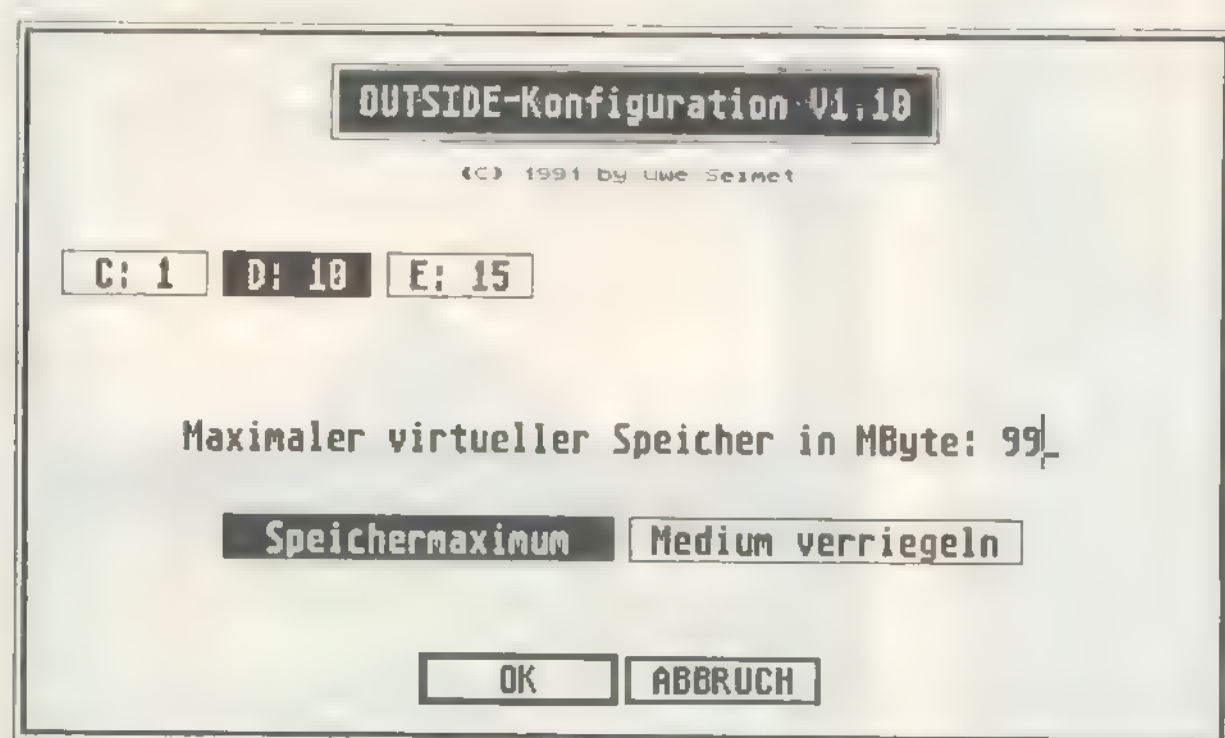 OUTSIDE-Konfiguration V1.10
(C) 1991 by Uwe Seimet
C: 1 D: 10 E: 15
Maximaler virtueller Speicher in MByte: 99_
Speichermaximum Medium verriegeln
OK ABBRUCH